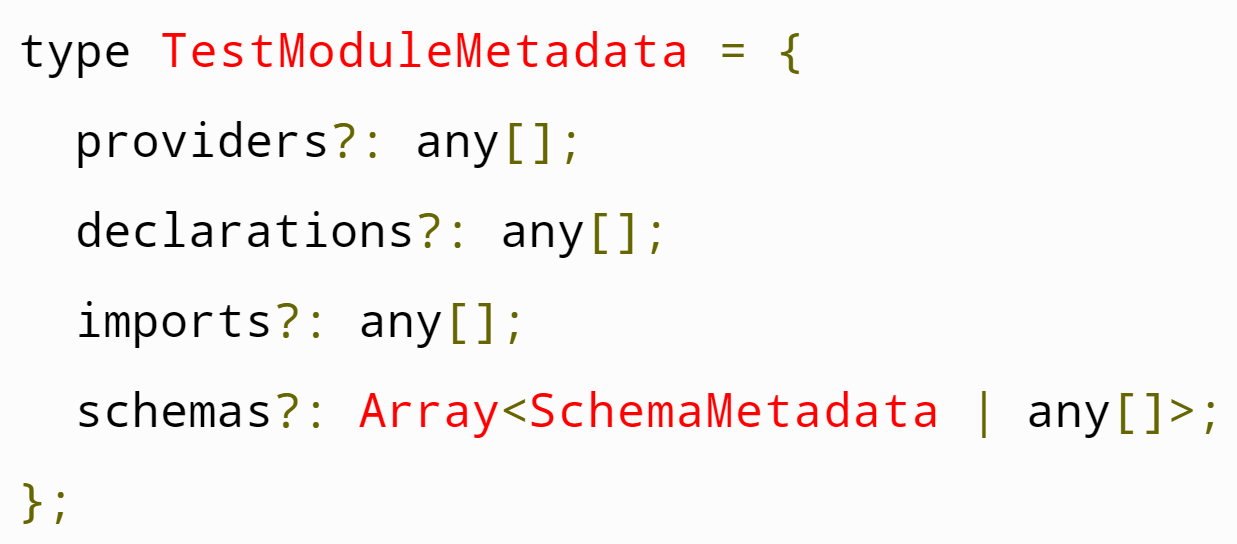 type TestModuleMetadata = {
  providers?: any[];
  declarations?: any[];
  imports?: any[];
  schemas?: Array<SchemaMetadata | any[]>;
};